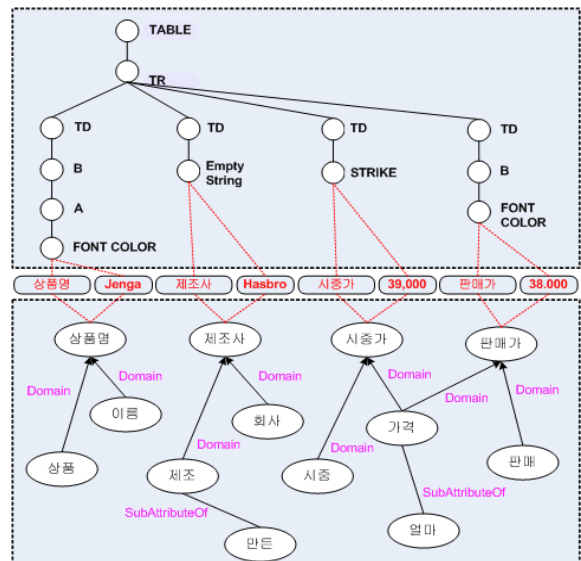 TABLE
TR
TD TD TD TD
B Empty String STRIKE B
A FONT COLOR
FONT COLOR
상품명 Jenga 제조사 Hasbro 시중가 39,000 판매가 38.000
상품명 제조사 시중가 판매가
Domain Domain Domain Domain
이름 회사 가격
Domain Domain Domain
상품 제조 시중 판매
SubAttributeOf SubAttributeOf
만든 얼마